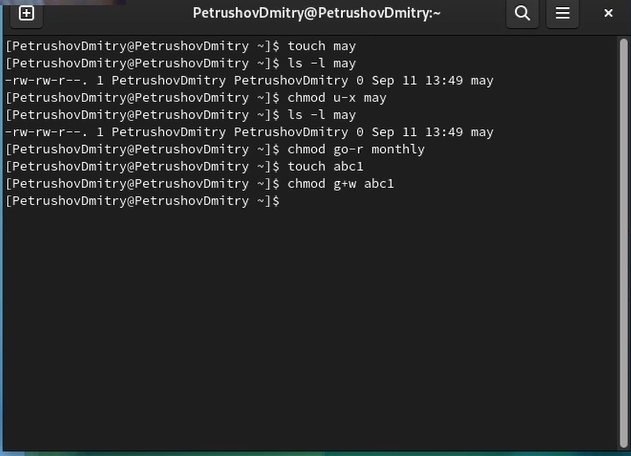 PetrushovDmitry@PetrushovDmitry:~
[PetrushovDmitry@PetrushovDmitry ~]$ touch may
[PetrushovDmitry@PetrushovDmitry ~]$ ls -l may
-rw-rw-r--. 1 PetrushovDmitry PetrushovDmitry 0 Sep 11 13:49 may
[PetrushovDmitry@PetrushovDmitry ~]$ chmod u-x may
[PetrushovDmitry@PetrushovDmitry ~]$ ls -l may
-rw-rw-r--. 1 PetrushovDmitry PetrushovDmitry 0 Sep 11 13:49 may
[PetrushovDmitry@PetrushovDmitry ~]$ chmod go-r monthly
[PetrushovDmitry@PetrushovDmitry ~]$ touch abc1
[PetrushovDmitry@PetrushovDmitry ~]$ chmod g+w abc1
[PetrushovDmitry@PetrushovDmitry ~]$